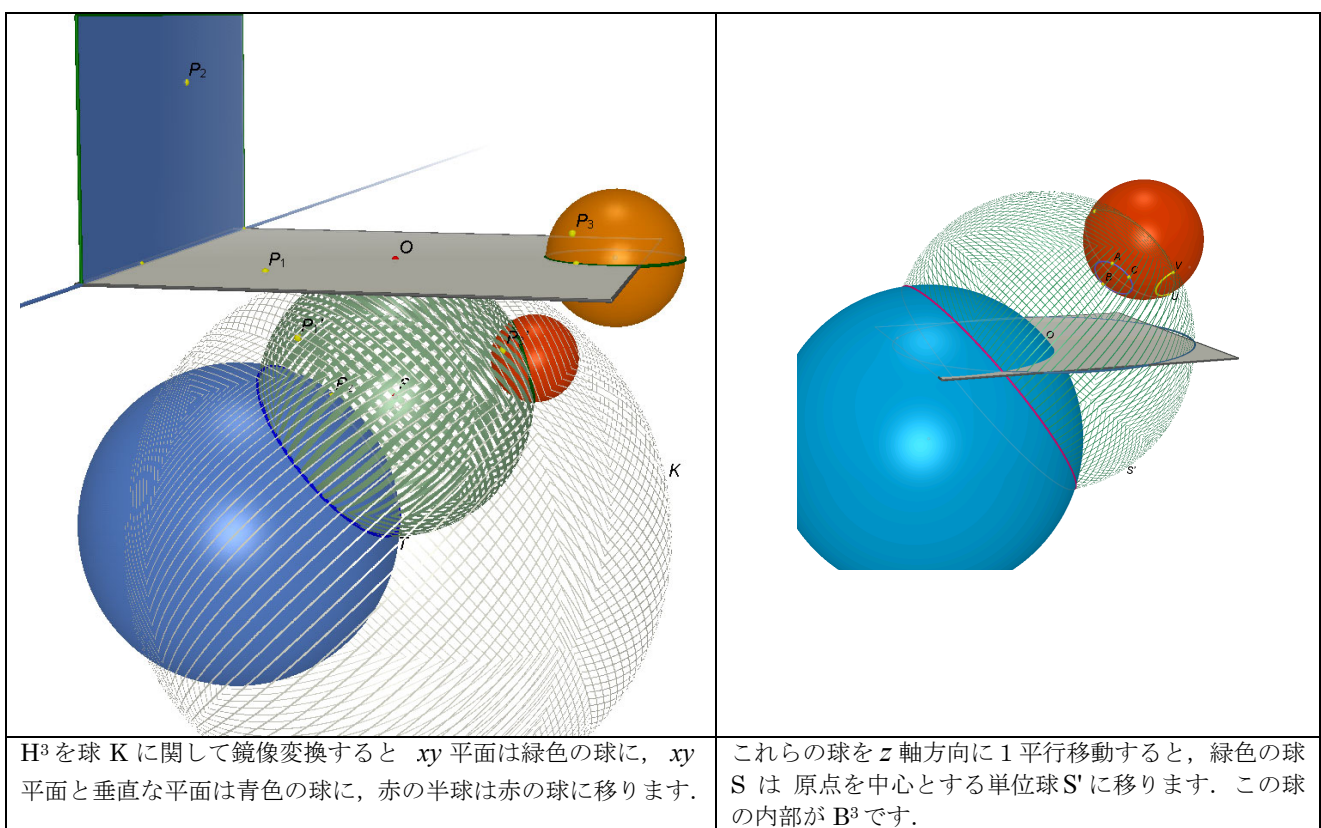 P₂
P₃
O
P₁
K
A
C
V
B
U
O
S'
H³を球 K に関して鏡像変換すると xy 平面は緑色の球に，xy
平面と垂直な平面は青色の球に，赤の半球は赤の球に移ります．
これらの球を z 軸方向に 1 平行移動すると，緑色の球
S は 原点を中心とする単位球 S' に移ります．この球
の内部が B³です．